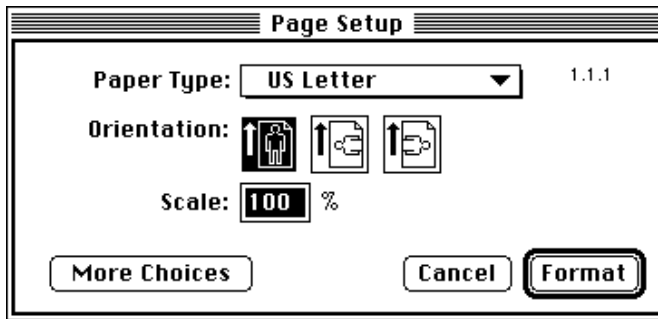 Page Setup
Paper Type: US Letter 1.1.1
Orientation:
Scale: 100 %
More Choices Cancel Format